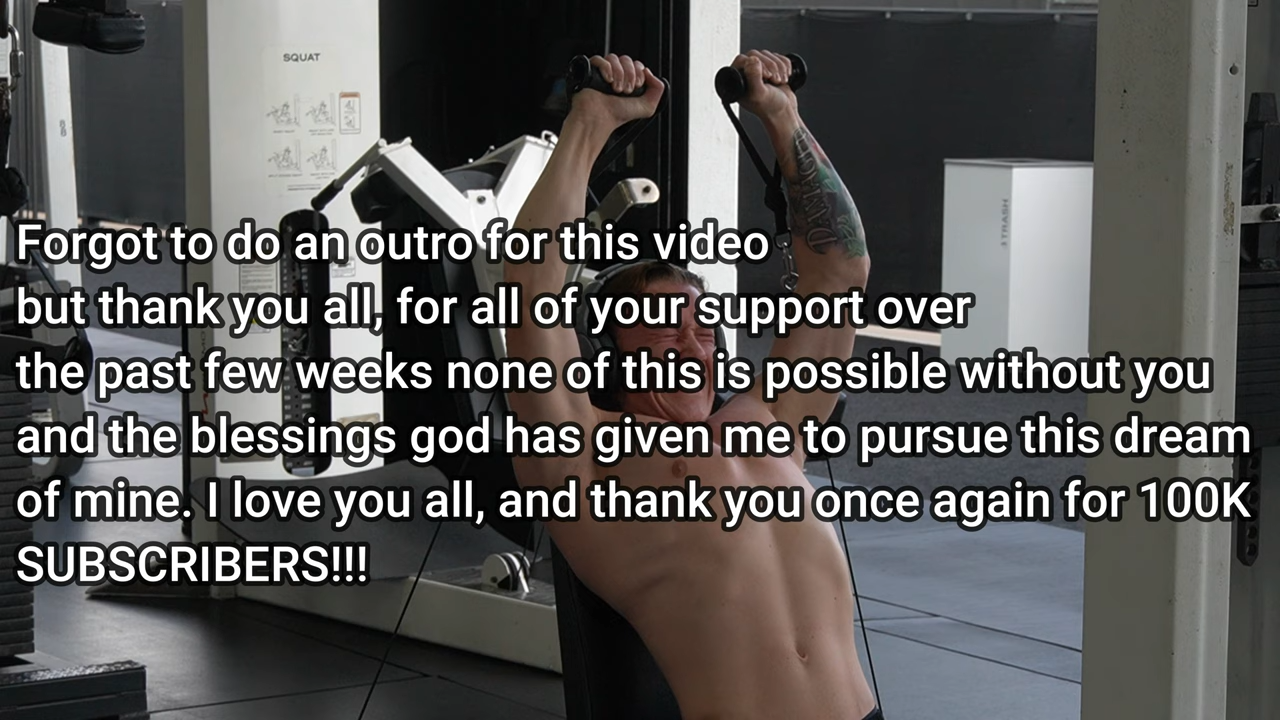 SQUAT
Forgot to do an outro for this video
but thank you all, for all of your support over
the past few weeks none of this is possible without you
and the blessings god has given me to pursue this dream
of mine. I love you all, and thank you once again for 100K
SUBSCRIBERS!!!
TRASH